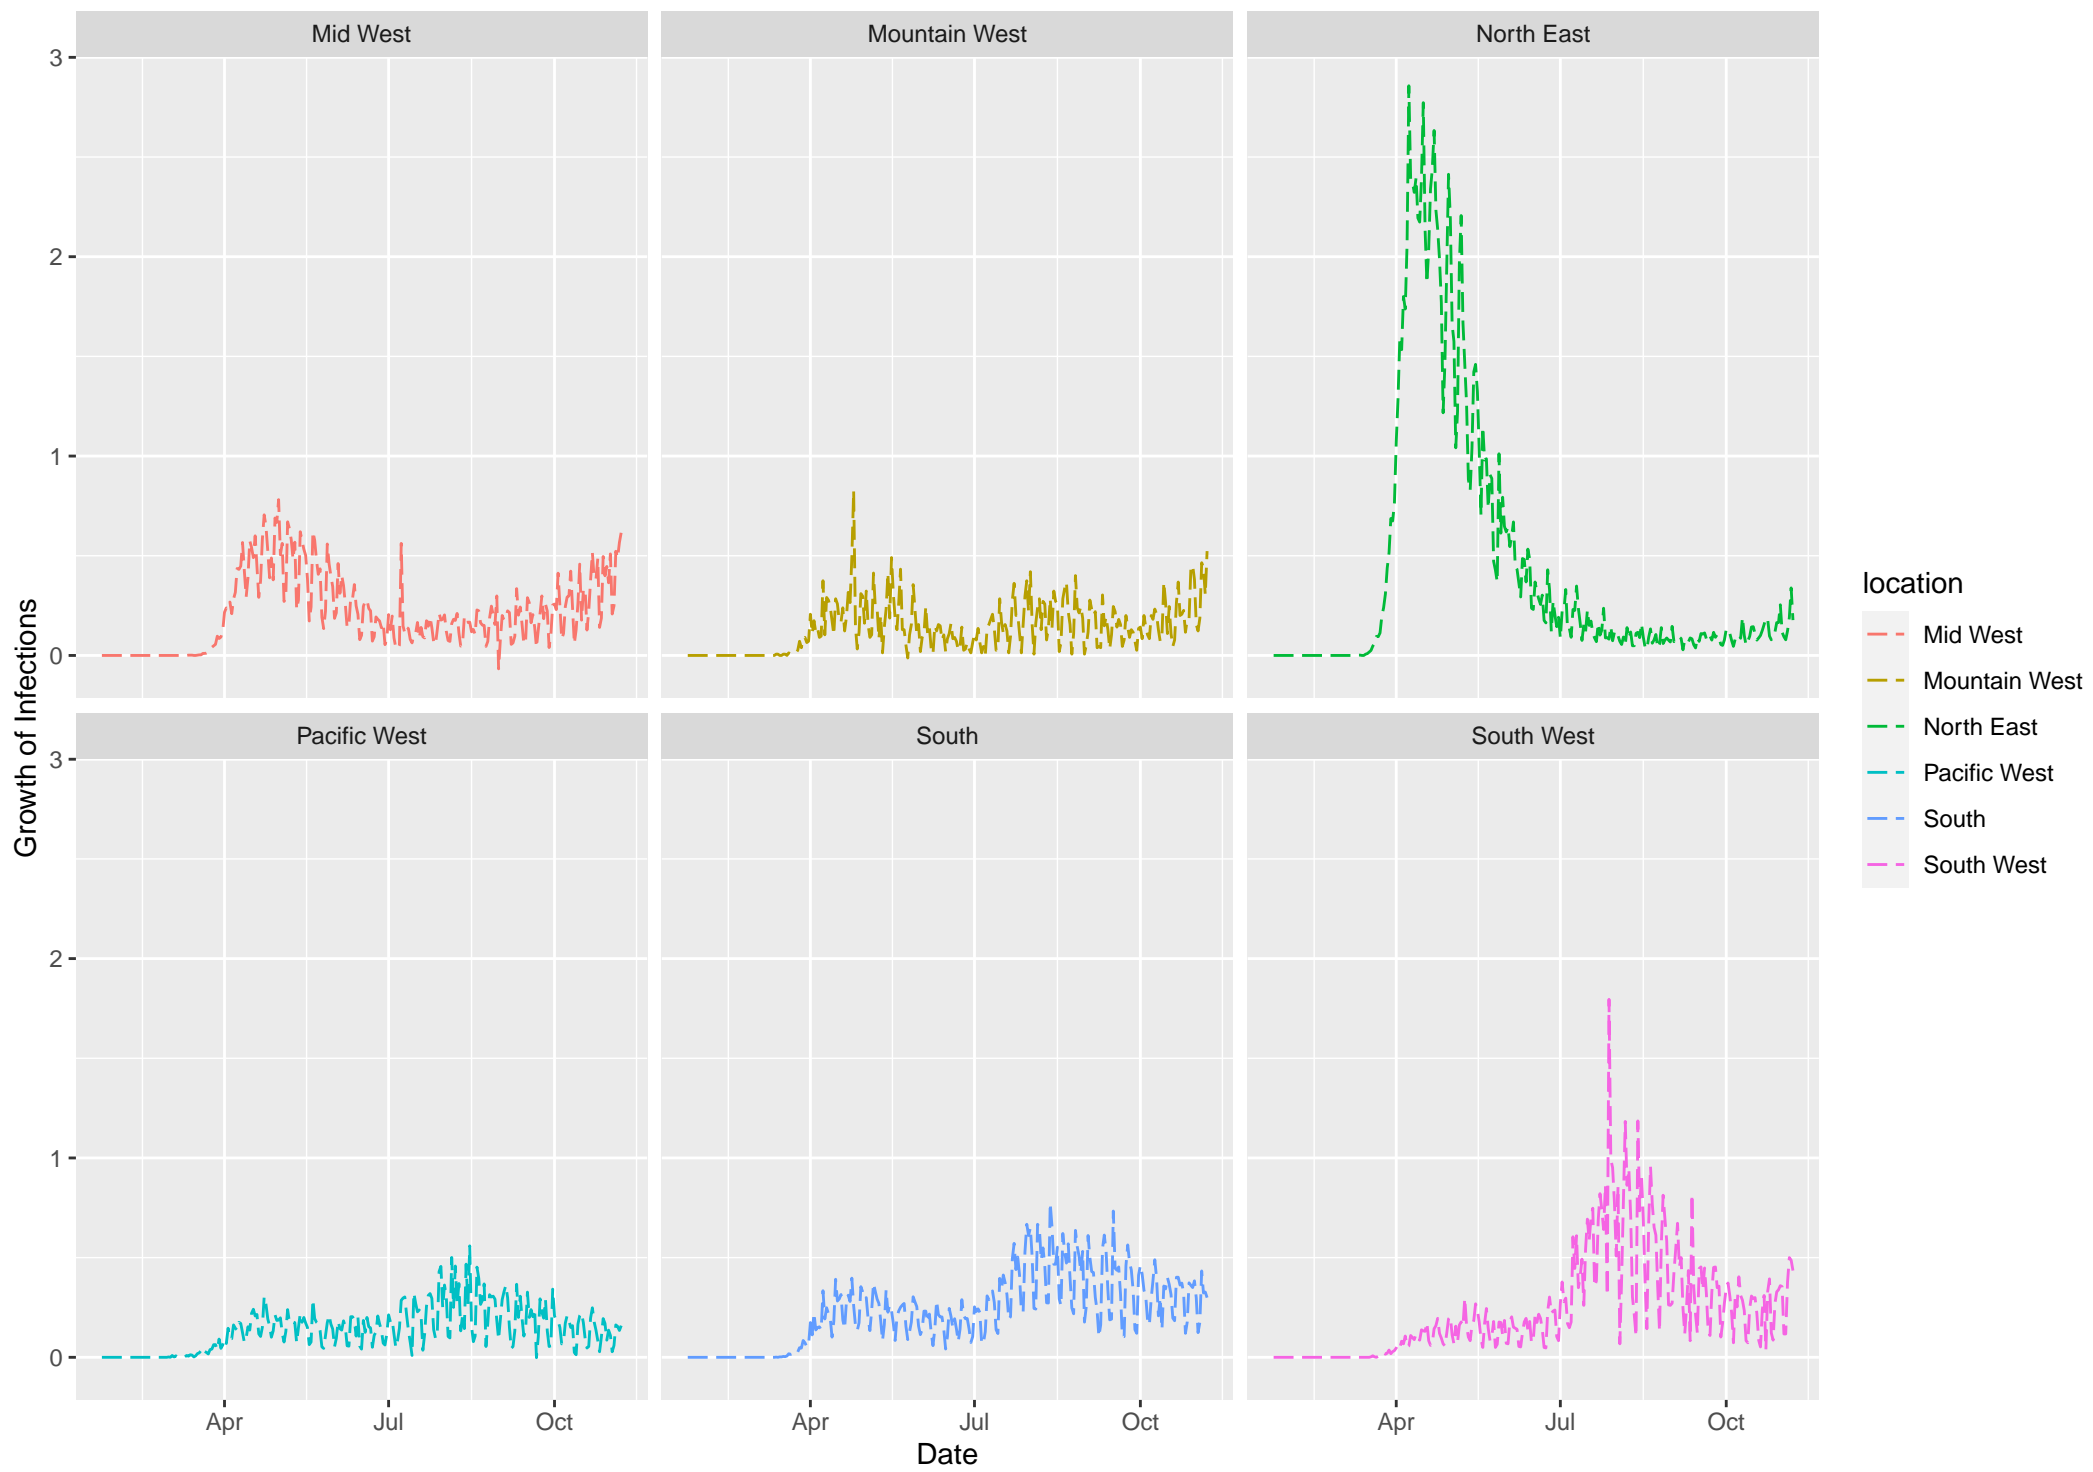 Mid West
Mountain West
North East
3
2
1
0
Pacific West
South
South West
3
2
1
0
Apr
Jul
Oct
Apr
Jul
Oct
Apr
Jul
Oct
Date
Growth of Infections
location
Mid West
Mountain West
North East
Pacific West
South
South West